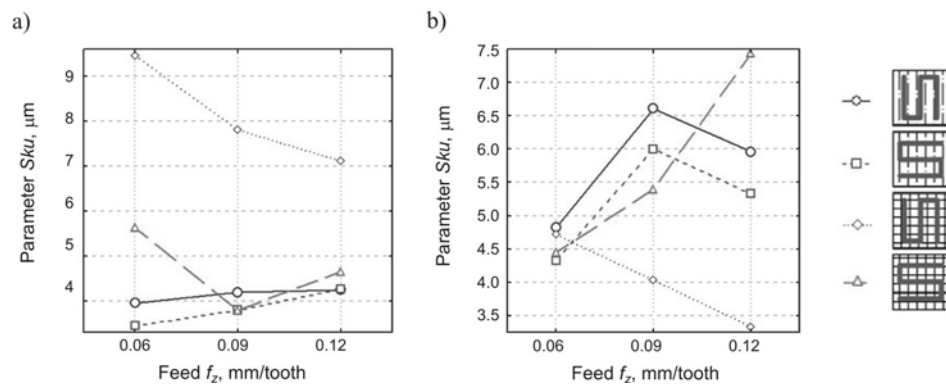 a)
Parameter Sku, μm
9
8
7
6
5
4
0.06 0.09 0.12
Feed fz, mm/tooth
b)
Parameter Sku, μm
7.5
7.0
6.5
6.0
5.5
5.0
4.5
4.0
3.5
0.06 0.09 0.12
Feed fz, mm/tooth